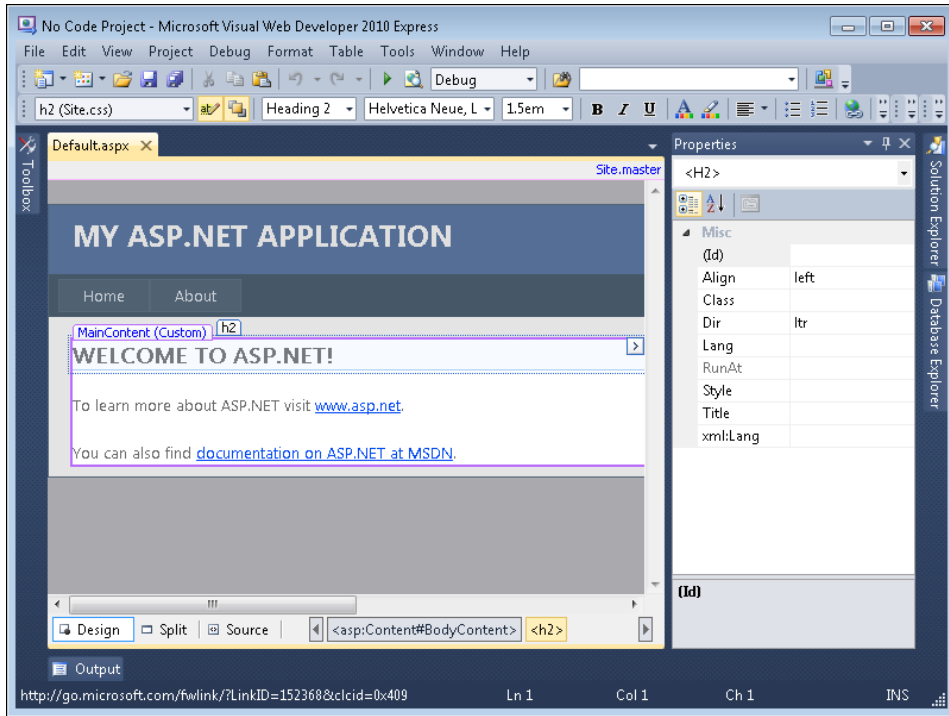 No Code Project - Microsoft Visual Web Developer 2010 Express
File Edit View Project Debug Format Table Tools Window Help
Debug
h2 (Site.css) ab Heading 2 Helvetica Neue, L 1.5em B I U A
Toolbox
Default.aspx
Site.master
MY ASP.NET APPLICATION
Home About
MainContent (Custom) h2
WELCOME TO ASP.NET!
To learn more about ASP.NET visit www.asp.net.
You can also find documentation on ASP.NET at MSDN.
Design Split Source <asp:Content#BodyContent> <h2>
Properties
<H2>
A Z
Misc
(Id)
Align left
Class
Dir ltr
Lang
RunAt
Style
Title
xml:Lang
(Id)
Solution Explorer
Database Explorer
Output
http://go.microsoft.com/fwlink/?LinkID=152368&clcid=0x409 Ln 1 Col 1 Ch 1 INS